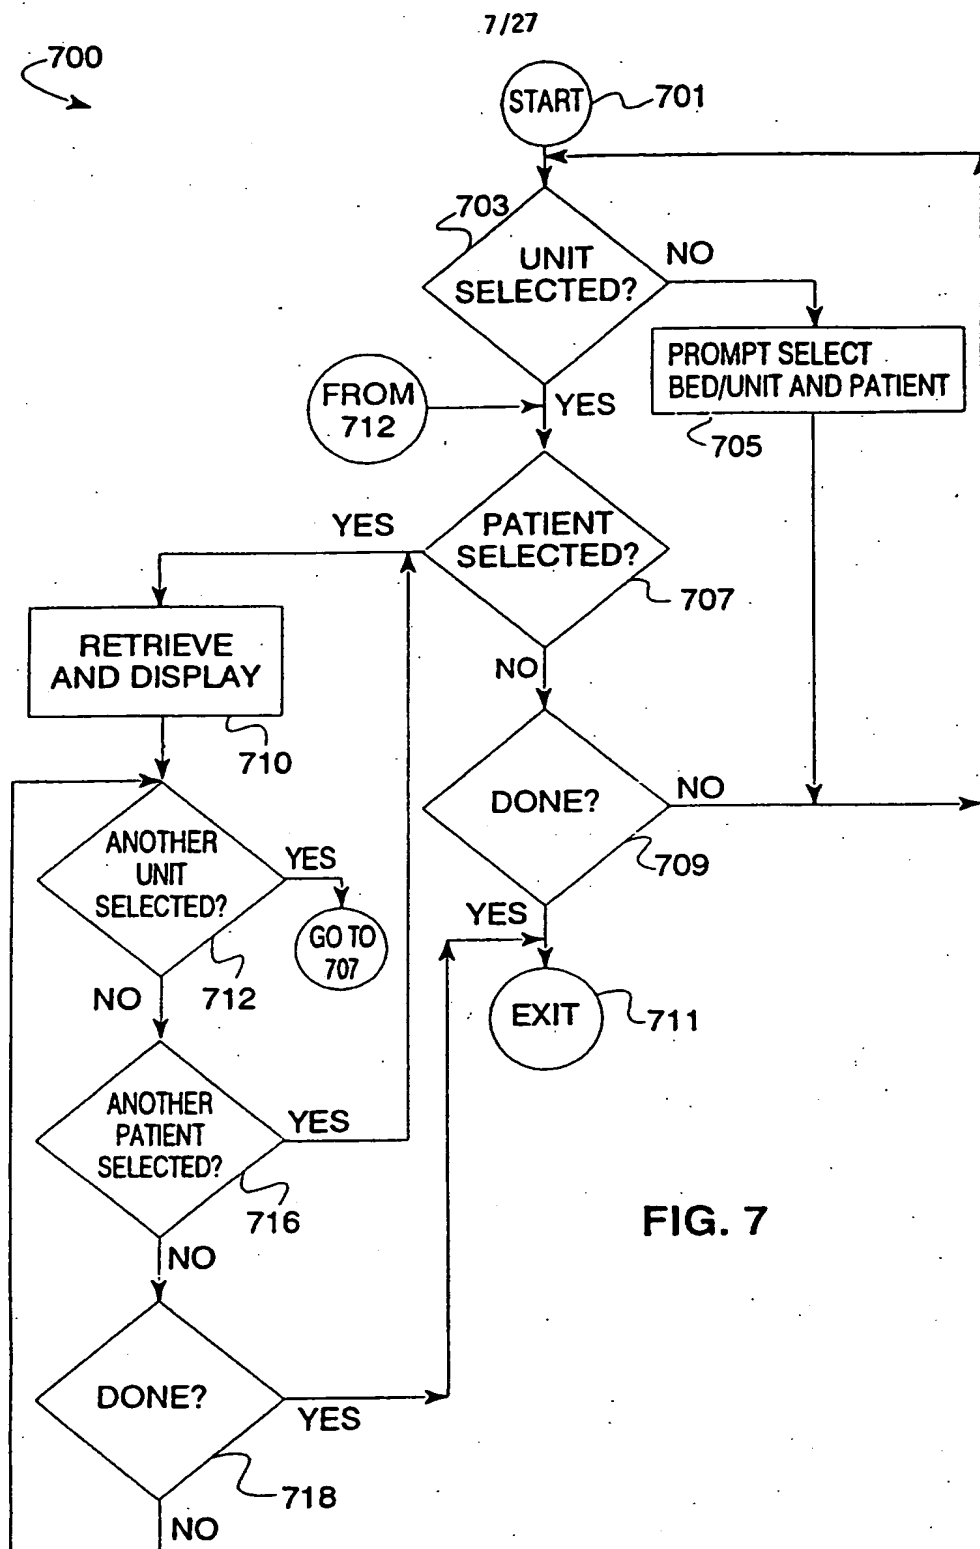 7/27
700
START
701
703
UNIT
SELECTED?
NO
PROMPT SELECT
BED/UNIT AND PATIENT
705
FROM
712
YES
PATIENT
SELECTED?
YES
707
RETRIEVE
AND DISPLAY
710
NO
DONE?
NO
709
ANOTHER
UNIT
SELECTED?
YES
GO TO
707
712
NO
YES
EXIT
711
ANOTHER
PATIENT
SELECTED?
YES
716
NO
FIG. 7
DONE?
YES
718
NO